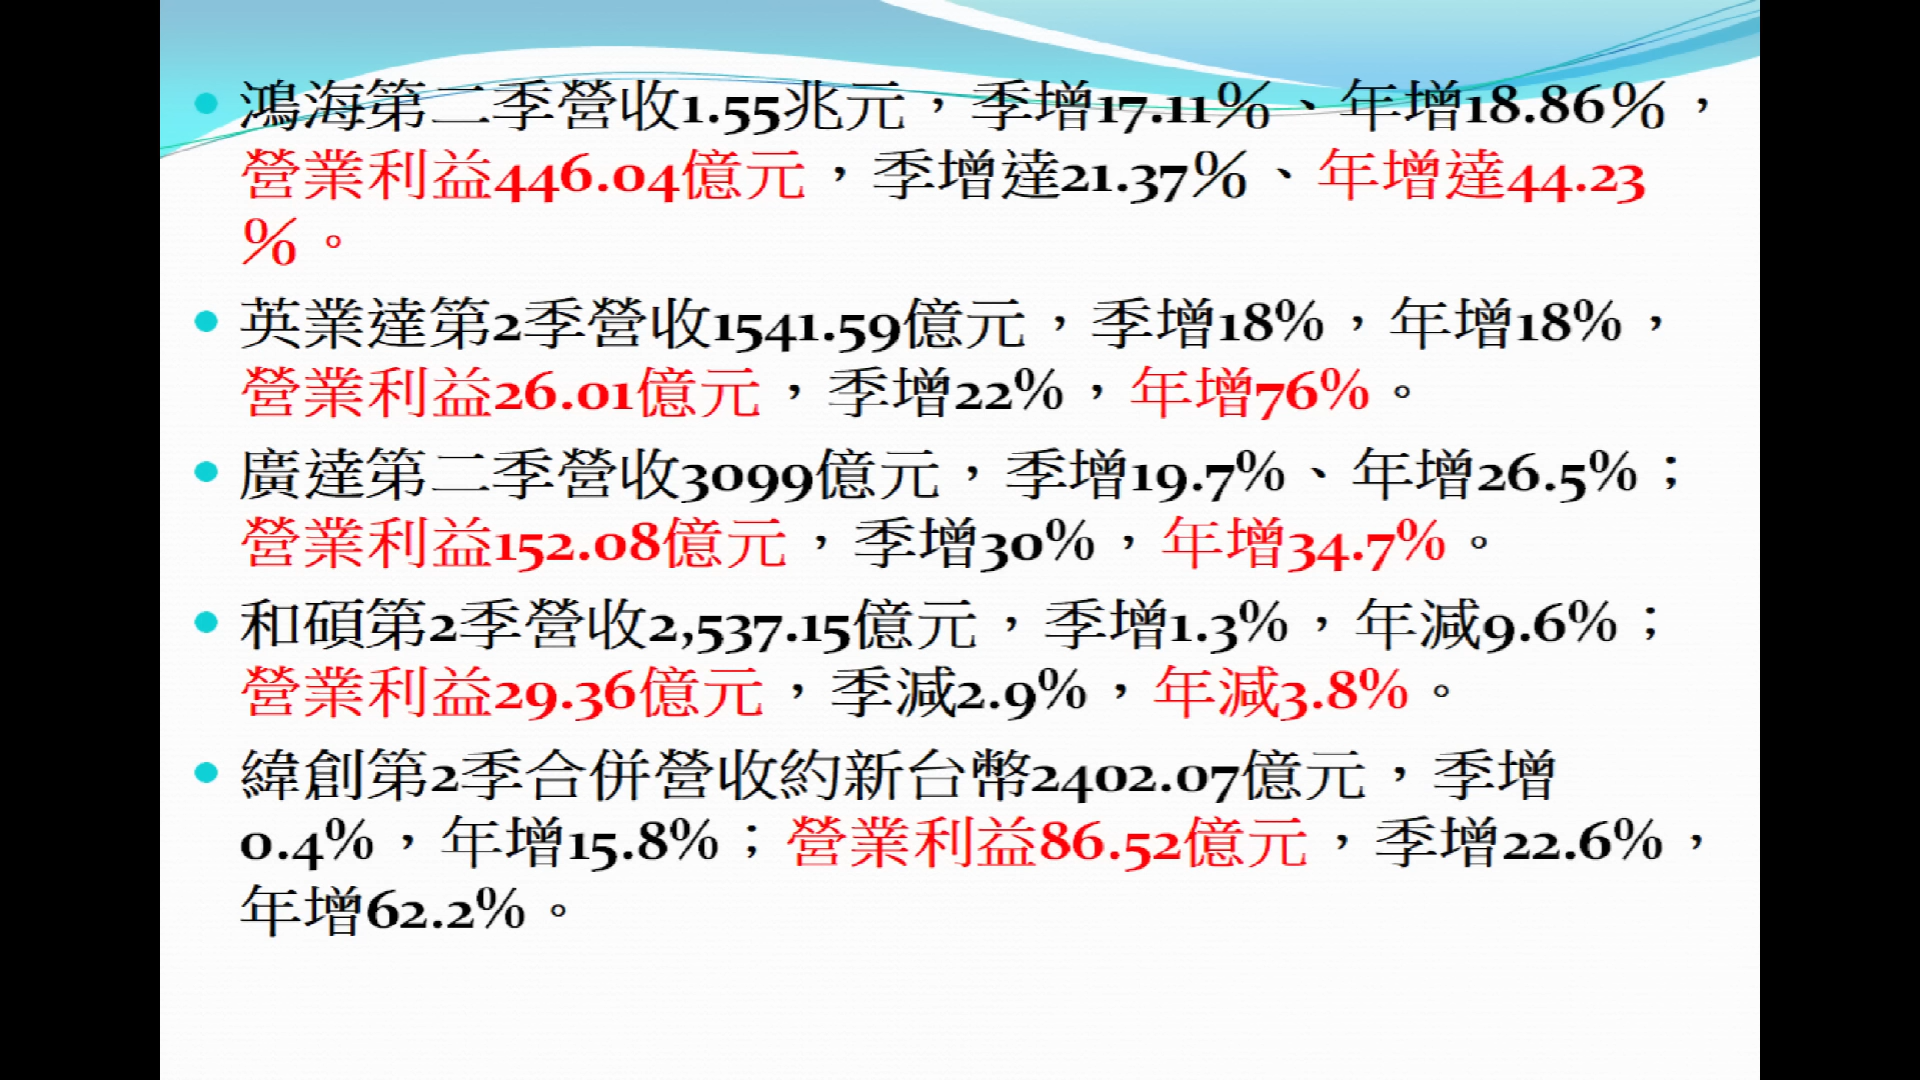 鴻海第二季營收1.55兆元，季增17.11％、年增18.86％，
營業利益446.04億元，季增達21.37％、年增達44.23
％。
英業達第2季營收1541.59億元，季增18%，年增18%，
營業利益26.01億元，季增22%，年增76%。
廣達第二季營收3099億元，季增19.7%、年增26.5%；
營業利益152.08億元，季增30%，年增34.7%。
和碩第2季營收2,537.15億元，季增1.3%，年減9.6%；
營業利益29.36億元，季減2.9%，年減3.8%。
緯創第2季合併營收約新台幣2402.07億元，季增
0.4%，年增15.8%；營業利益86.52億元，季增22.6%，
年增62.2%。